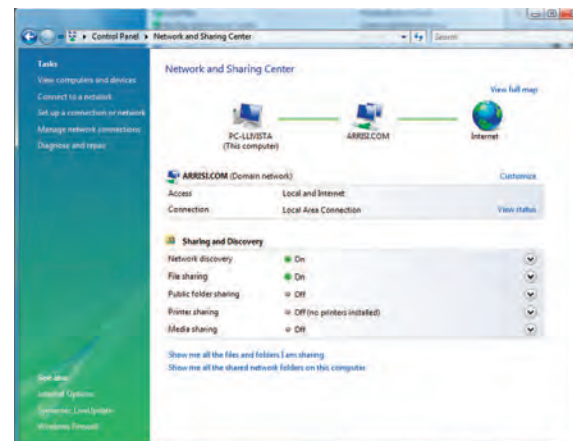 Control Panel ▸ Network and Sharing Center
Search
Tasks
View computers and devices
Connect to a network
Set up a connection or network
Manage network connections
Diagnose and repair
Network and Sharing Center
View full map
PC-LLIVISTA
(This computer)
ARRISI.COM
Internet
ARRISI.COM (Domain network)
Customize
Access Local and Internet
Connection Local Area Connection View status
Sharing and Discovery
Network discovery On
File sharing On
Public folder sharing Off
Printer sharing Off (no printers installed)
Media sharing Off
Show me all the files and folders I am sharing
Show me all the shared network folders on this computer
See also
Internet Options
Symantec LiveUpdate
Windows Firewall